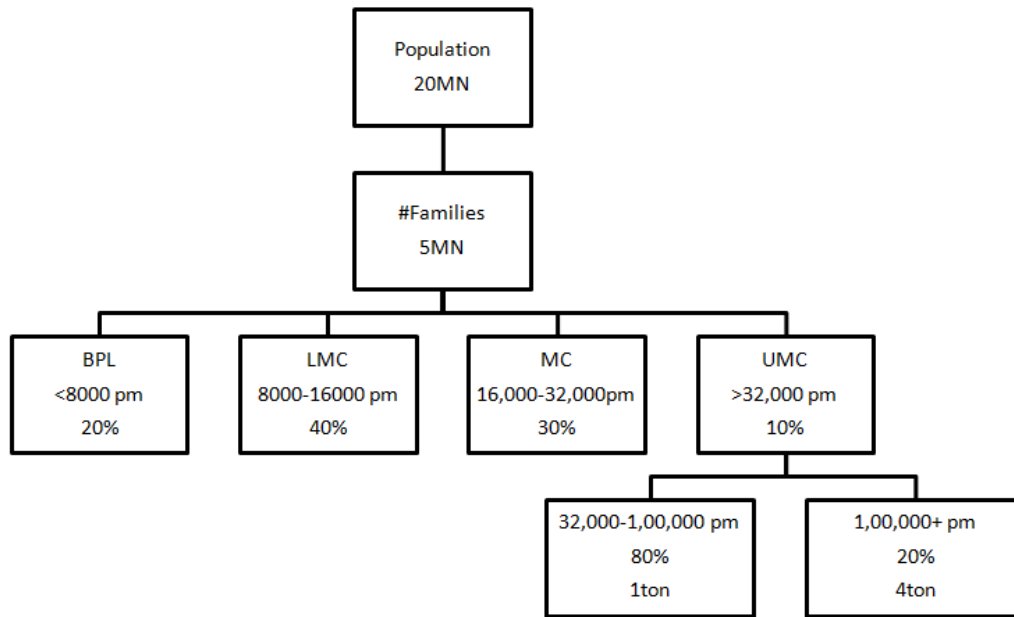 Population
20MN
#Families
5MN
BPL
<8000 pm
20%
LMC
8000-16000 pm
40%
MC
16,000-32,000pm
30%
UMC
>32,000 pm
10%
32,000-1,00,000 pm
80%
1ton
1,00,000+ pm
20%
4ton